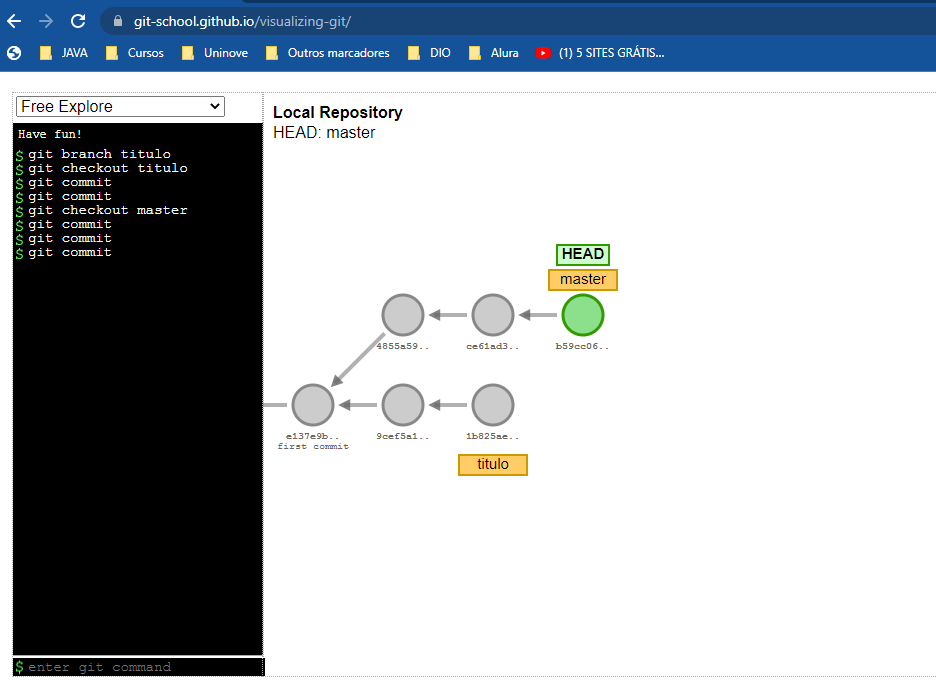 git-school.github.io/visualizing-git/
JAVA Cursos Uninove Outros marcadores DIO Alura (1) 5 SITES GRÁTIS...
Free Explore
Have fun!
$ git branch titulo
$ git checkout titulo
$ git commit
$ git commit
$ git checkout master
$ git commit
$ git commit
$ git commit
$ enter git command
Local Repository
HEAD: master
HEAD
master
4855a59.. ce61ad3.. b59cc06..
e137e9b.. 9cef5a1.. 1b825ae..
first commit
titulo